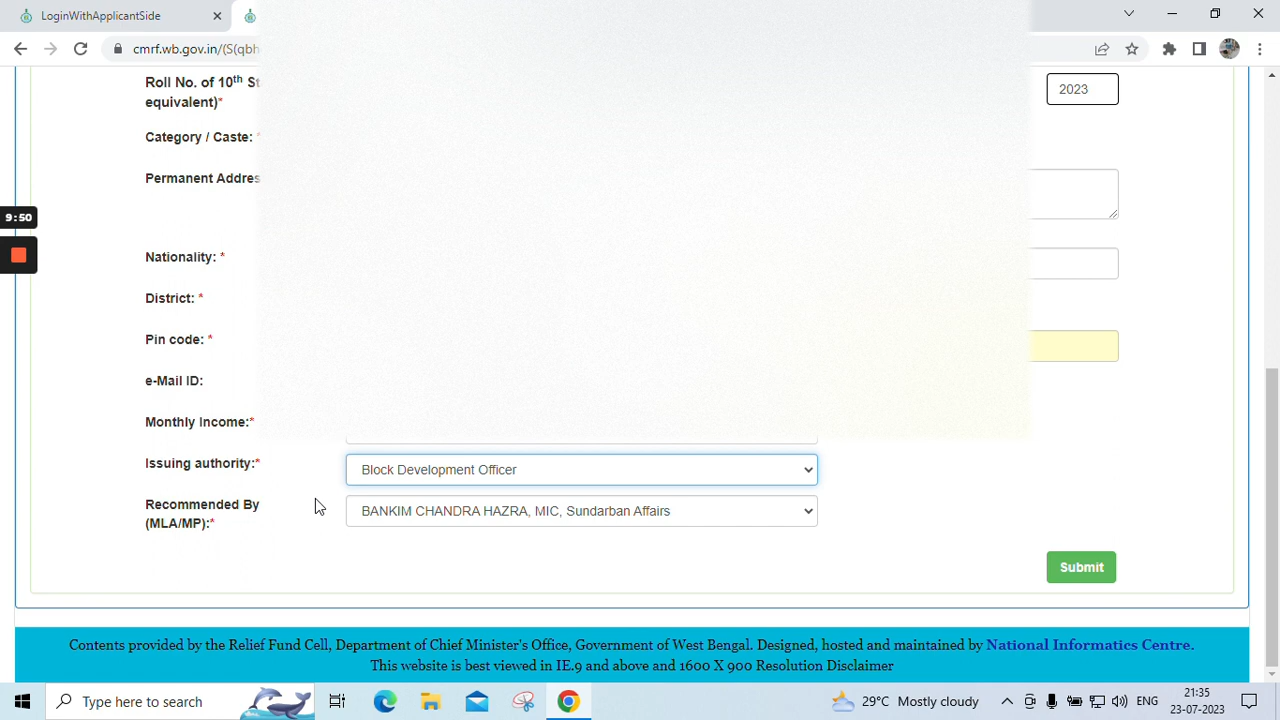 LoginWithApplicantSide
cmrf.wb.gov.in/(S(qbh
Roll No. of 10th St
equivalent)*
2023
Category / Caste: *
Permanent Addres
9:50
Nationality: *
District: *
Pin code: *
e-Mail ID:
Monthly Income:*
Issuing authority:*
Block Development Officer
Recommended By
(MLA/MP):*
BANKIM CHANDRA HAZRA, MIC, Sundarban Affairs
Submit
Contents provided by the Relief Fund Cell, Department of Chief Minister's Office, Government of West Bengal. Designed, hosted and maintained by National Informatics Centre.
This website is best viewed in IE.9 and above and 1600 X 900 Resolution Disclaimer
Type here to search
29°C Mostly cloudy
ENG
21:35
23-07-2023